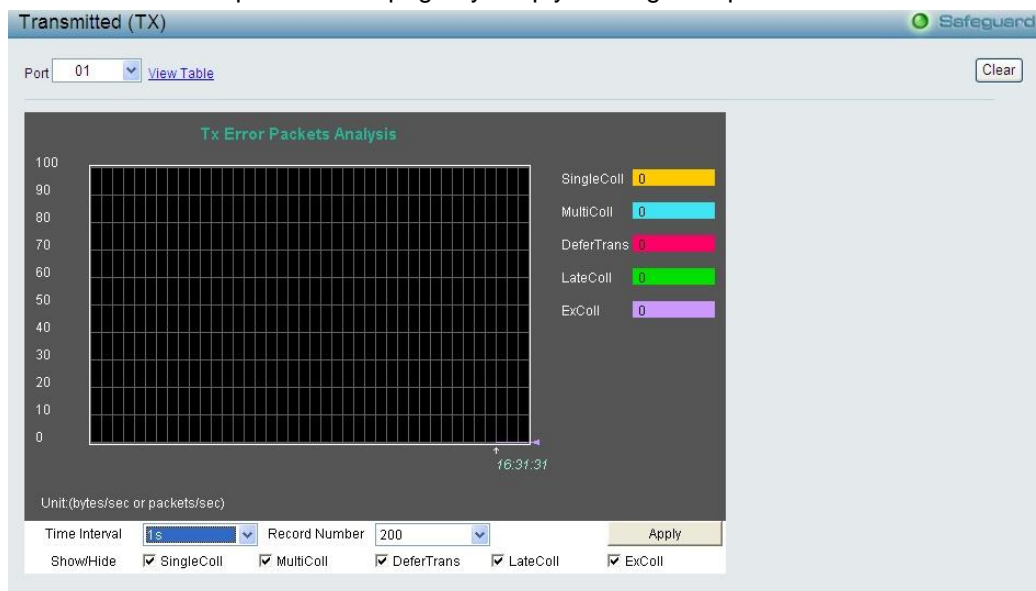 Transmitted (TX)
Safeguard
Port 01 View Table
Clear
Tx Error Packets Analysis
100
90
80
70
60
50
40
30
20
10
0
SingleColl 0
MultiColl 0
DeferTrans 0
LateColl 0
ExColl 0
16:31:31
Unit:(bytes/sec or packets/sec)
Time Interval 1s Record Number 200 Apply
Show/Hide SingleColl MultiColl DeferTrans LateColl ExColl